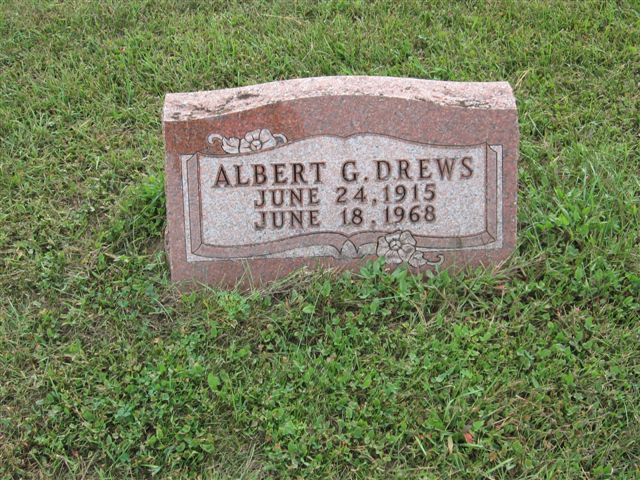 ALBERT G. DREWS
JUNE 24, 1915
JUNE 18, 1968